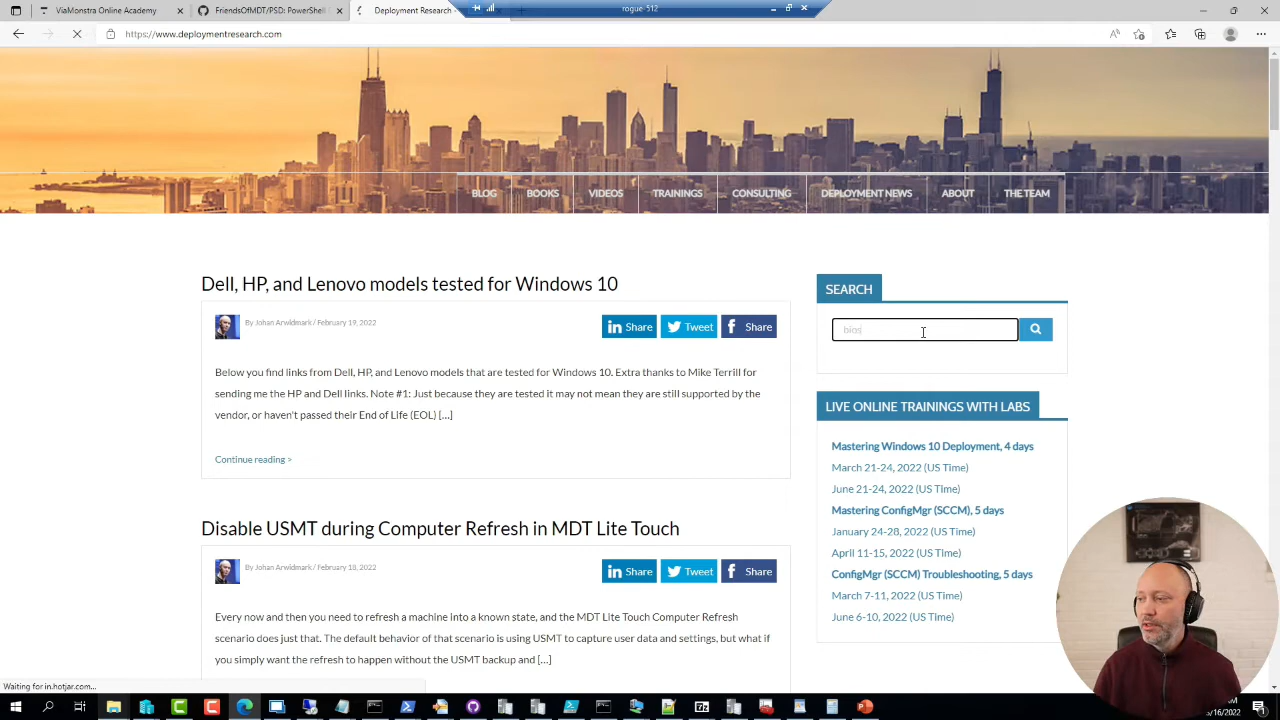 ViaMonstra Online Academy
FriendsOfMDT/PSD: PowerShell
rogue-512
https://www.deploymentresearch.com
BLOG
BOOKS
VIDEOS
TRAININGS
CONSULTING
DEPLOYMENT NEWS
ABOUT
THE TEAM
Dell, HP, and Lenovo models tested for Windows 10
By Johan Arwidmark / February 19, 2022
Share
Tweet
Share
Below you find links from Dell, HP, and Lenovo models that are tested for Windows 10. Extra thanks to Mike Terrill for
sending me the HP and Dell links. Note #1: Just because they are tested it may not mean they are still supported by the
vendor, or haven't passed their End of Life (EOL) […]
Continue reading >
Disable USMT during Computer Refresh in MDT Lite Touch
By Johan Arwidmark / February 18, 2022
Share
Tweet
Share
Every now and then you need to refresh a machine into a known state, and the MDT Lite Touch Computer Refresh
scenario does just that. The default behavior of that scenario is using USMT to capture user data and settings, but what if
you simply want the refresh to happen without the USMT backup and […]
SEARCH
bios
LIVE ONLINE TRAININGS WITH LABS
Mastering Windows 10 Deployment, 4 days
March 21-24, 2022 (US Time)
June 21-24, 2022 (US Time)
Mastering ConfigMgr (SCCM), 5 days
January 24-28, 2022 (US Time)
April 11-15, 2022 (US Time)
ConfigMgr (SCCM) Troubleshooting, 5 days
March 7-11, 2022 (US Time)
June 6-10, 2022 (US Time)
Waiting for in.hotjar.com...